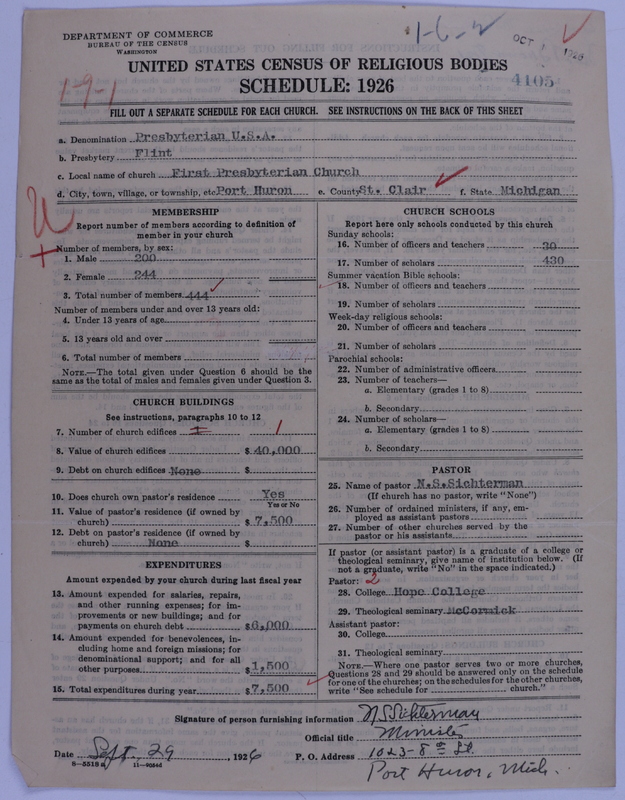 DEPARTMENT OF COMMERCE
BUREAU OF THE CENSUS
WASHINGTON
1-6-2
OCT 1926
UNITED STATES CENSUS OF RELIGIOUS BODIES
1-9-1
SCHEDULE: 1926
4105
FILL OUT A SEPARATE SCHEDULE FOR EACH CHURCH. SEE INSTRUCTIONS ON THE BACK OF THIS SHEET
a. Denomination Presbyterian U.S.A.
b. Presbytery Flint
c. Local name of church First Presbyterian Church
d. City, town, village, or township, etc. Port Huron e. County St. Clair f. State Michigan
MEMBERSHIP
Report number of members according to definition of
member in your church
Number of members, by sex:
1. Male 200
2. Female 244
3. Total number of members 444
Number of members under and over 13 years old:
4. Under 13 years of age
5. 13 years old and over
6. Total number of members
NOTE.—The total given under Question 6 should be the
same as the total of males and females given under Question 3.
CHURCH BUILDINGS
See instructions, paragraphs 10 to 12
7. Number of church edifices 1 1
8. Value of church edifices $ 40,000
9. Debt on church edifices None $
10. Does church own pastor's residence Yes
Yes or No
11. Value of pastor's residence (if owned by
church) $ 7,500
12. Debt on pastor's residence (if owned by
church) None $
EXPENDITURES
Amount expended by your church during last fiscal year
13. Amount expended for salaries, repairs,
and other running expenses; for im-
provements or new buildings; and for
payments on church debt $6,000
14. Amount expended for benevolences, in-
cluding home and foreign missions; for
denominational support; and for all
other purposes $ 1,500
15. Total expenditures during year $ 7,500
CHURCH SCHOOLS
Report here only schools conducted by this church
Sunday schools:
16. Number of officers and teachers 30
17. Number of scholars 430
Summer vacation Bible schools:
18. Number of officers and teachers
19. Number of scholars
Week-day religious schools:
20. Number of officers and teachers
21. Number of scholars
Parochial schools:
22. Number of administrative officers
23. Number of teachers—
a. Elementary (grades 1 to 8)
b. Secondary
24. Number of scholars—
a. Elementary (grades 1 to 8)
b. Secondary
PASTOR
25. Name of pastor N.S.Sichterman
(If church has no pastor, write "None")
26. Number of ordained ministers, if any, em-
ployed as assistant pastors
27. Number of other churches served by the
pastor or his assistants
If pastor (or assistant pastor) is a graduate of a college or
theological seminary, give name of institution below. (If
not a graduate, write "No" in the space indicated.)
Pastor: 2
28. College Hope College
29. Theological seminary McCormick
Assistant pastor:
30. College
31. Theological seminary
NOTE.—Where one pastor serves two or more churches,
Questions 28 and 29 should be answered only on the schedule
for one of the churches; on the schedules for the other churches,
write "See schedule for church."
Signature of person furnishing information N S Sichterman
Official title Minister
Date Sept. 29 1926 P. O. Address 1023-8th St.
Port Huron, Mich.